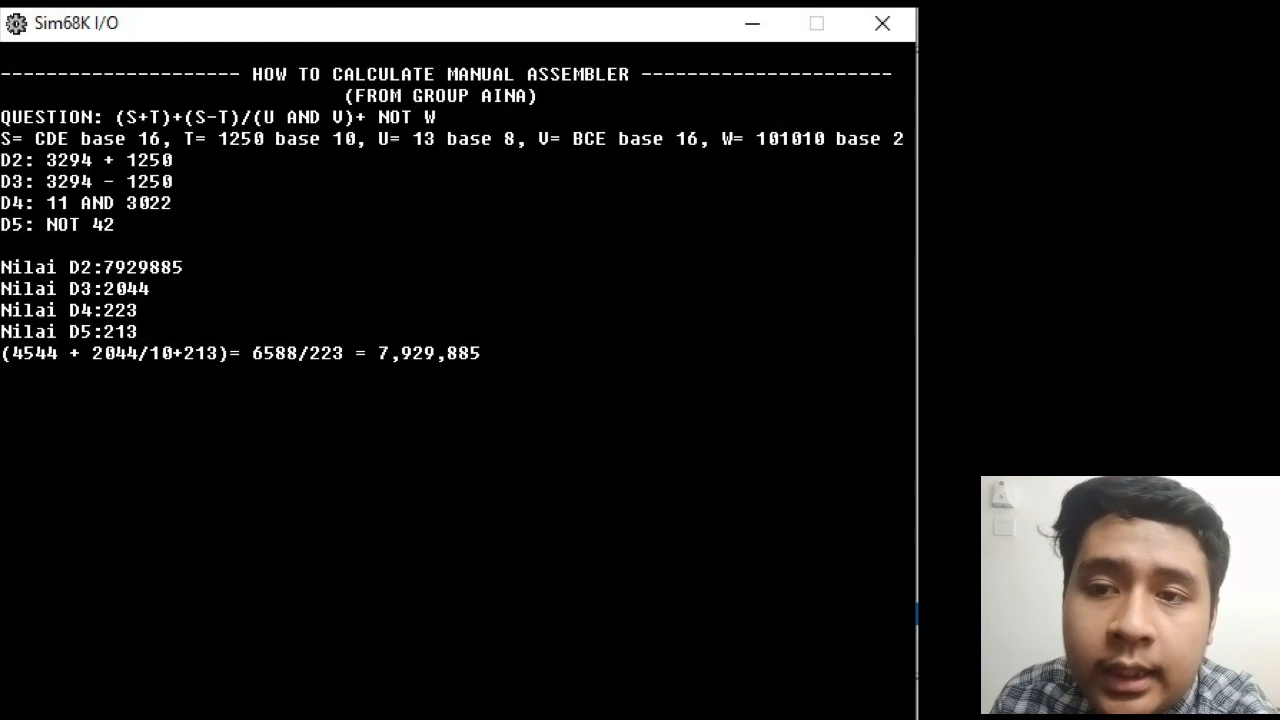 Sim68K I/O
--------------------- HOW TO CALCULATE MANUAL ASSEMBLER ----------------------
(FROM GROUP AINA)
QUESTION: (S+T)+(S-T)/(U AND V)+ NOT W
S= CDE base 16, T= 1250 base 10, U= 13 base 8, V= BCE base 16, W= 101010 base 2
D2: 3294 + 1250
D3: 3294 - 1250
D4: 11 AND 3022
D5: NOT 42
Nilai D2:7929885
Nilai D3:2044
Nilai D4:223
Nilai D5:213
(4544 + 2044/10+213)= 6588/223 = 7,929,885